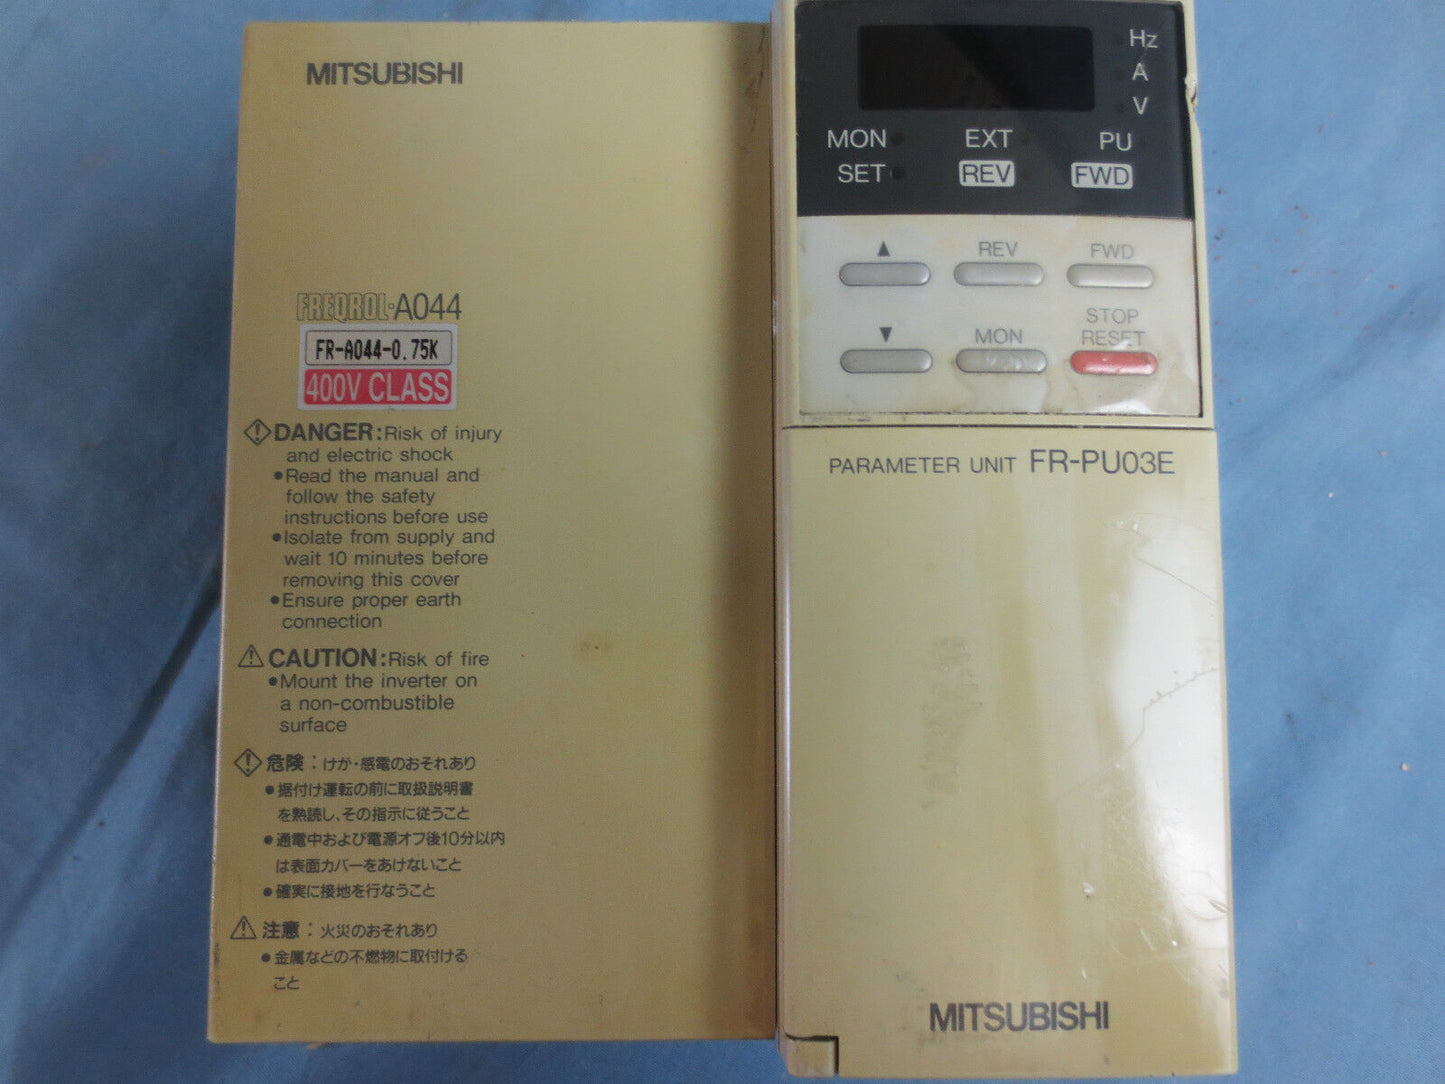 MITSUBISHI
FREQROL-A044
FR-A044-0.75K
400V CLASS
DANGER: Risk of injury
and electric shock
●Read the manual and
follow the safety
instructions before use
●Isolate from supply and
wait 10 minutes before
removing this cover
●Ensure proper earth
connection
CAUTION: Risk of fire
●Mount the inverter on
a non-combustible
surface
危険：けが・感電のおそれあり
●据付け運転の前に取扱説明書
を熟読し、その指示に従うこと
●通電中および電源オフ後10分以内
は表面カバーをあけないこと
●確実に接地を行なうこと
注意：火災のおそれあり
●金属などの不燃物に取付ける
こと
Hz
A
V
MON EXT PU
SET REV FWD
▲ REV FWD
STOP
▼ MON RESET
PARAMETER UNIT FR-PU03E
MITSUBISHI